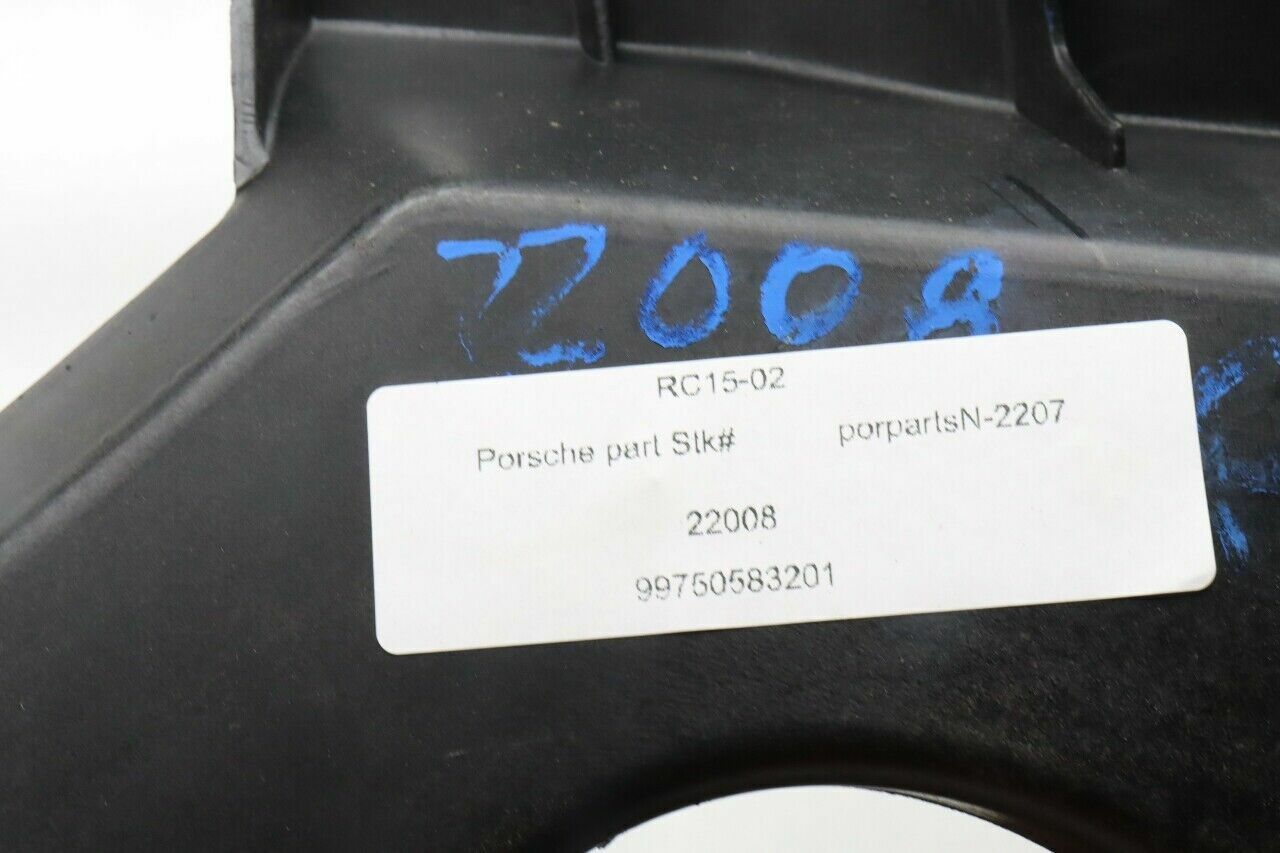 22008
RC15-02
Porsche part Stk# porpartsN-2207
22008
99750583201